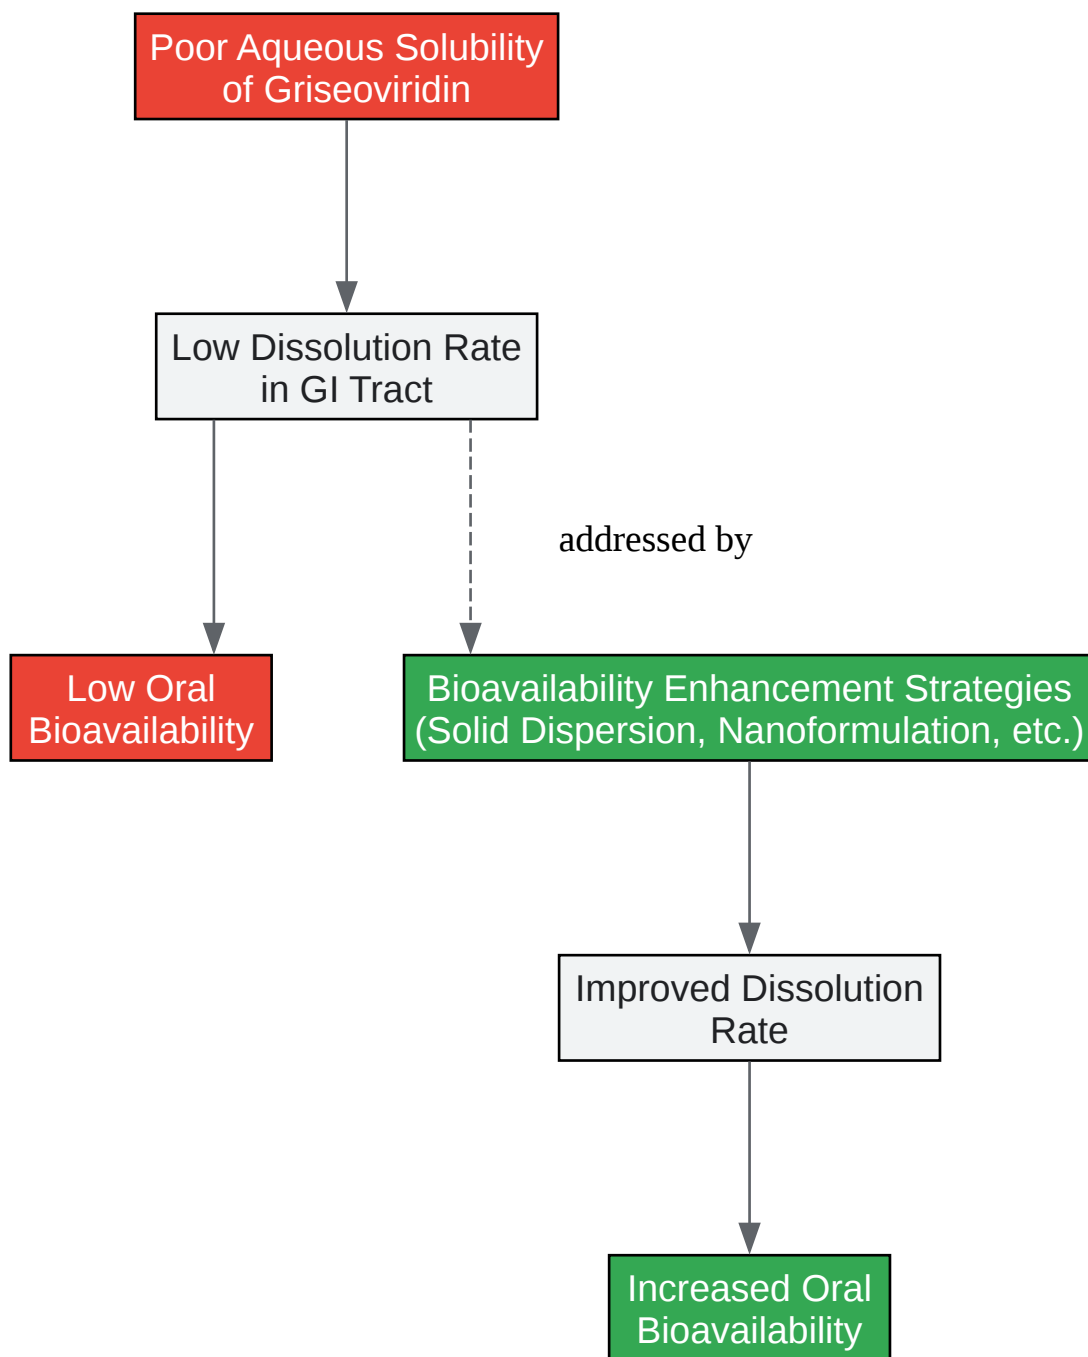 Poor Aqueous Solubility
of Griseoviridin
Low Dissolution Rate
in GI Tract
addressed by
Low Oral
Bioavailability
Bioavailability Enhancement Strategies
(Solid Dispersion, Nanoformulation, etc.)
Improved Dissolution
Rate
Increased Oral
Bioavailability